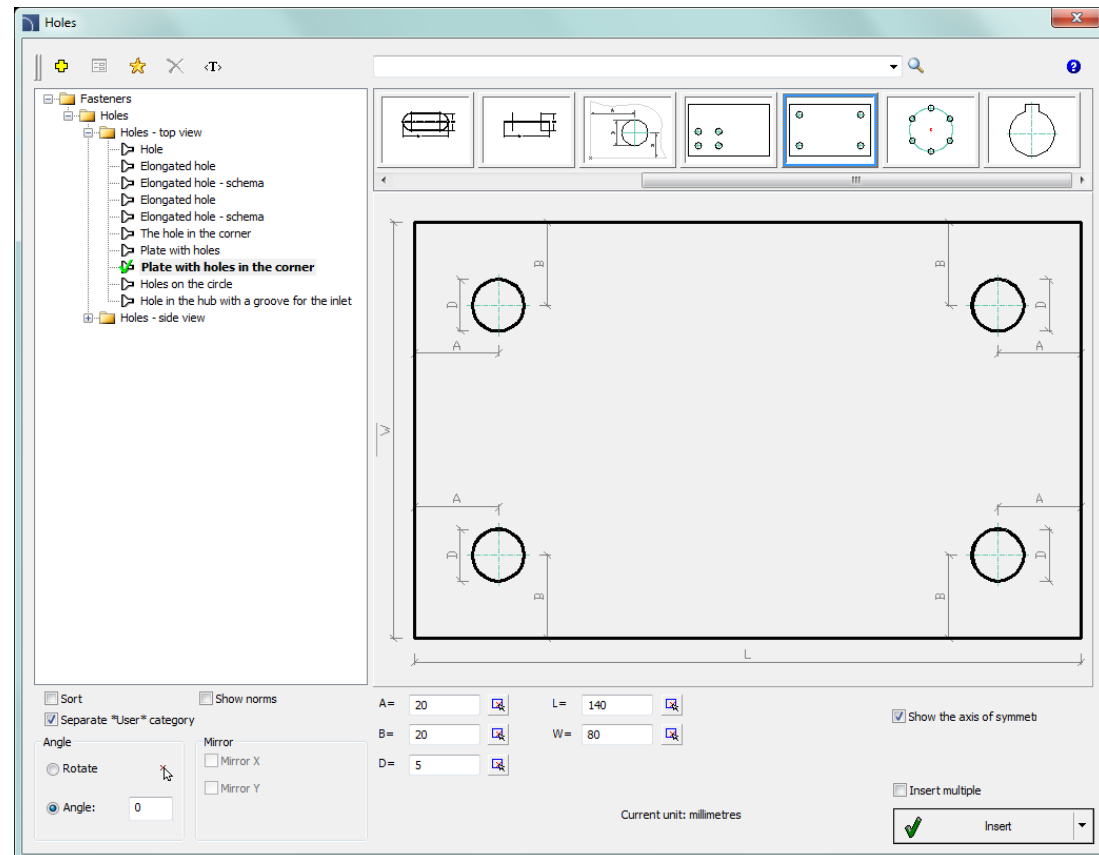 Holes
x
<T>
?
Fasteners
Holes
Holes - top view
Hole
Elongated hole
Elongated hole - schema
Elongated hole
Elongated hole - schema
The hole in the corner
Plate with holes
Plate with holes in the corner
Holes on the circle
Hole in the hub with a groove for the inlet
Holes - side view
B
B
D
D
A
A
W
A
A
D
D
B
B
L
Sort
Show norms
Separate *User* category
Angle
Mirror
Rotate
Mirror X
Mirror Y
Angle: 0
A= 20
L= 140
B= 20
W= 80
D= 5
Show the axis of symmet
Current unit: millimetres
Insert multiple
Insert